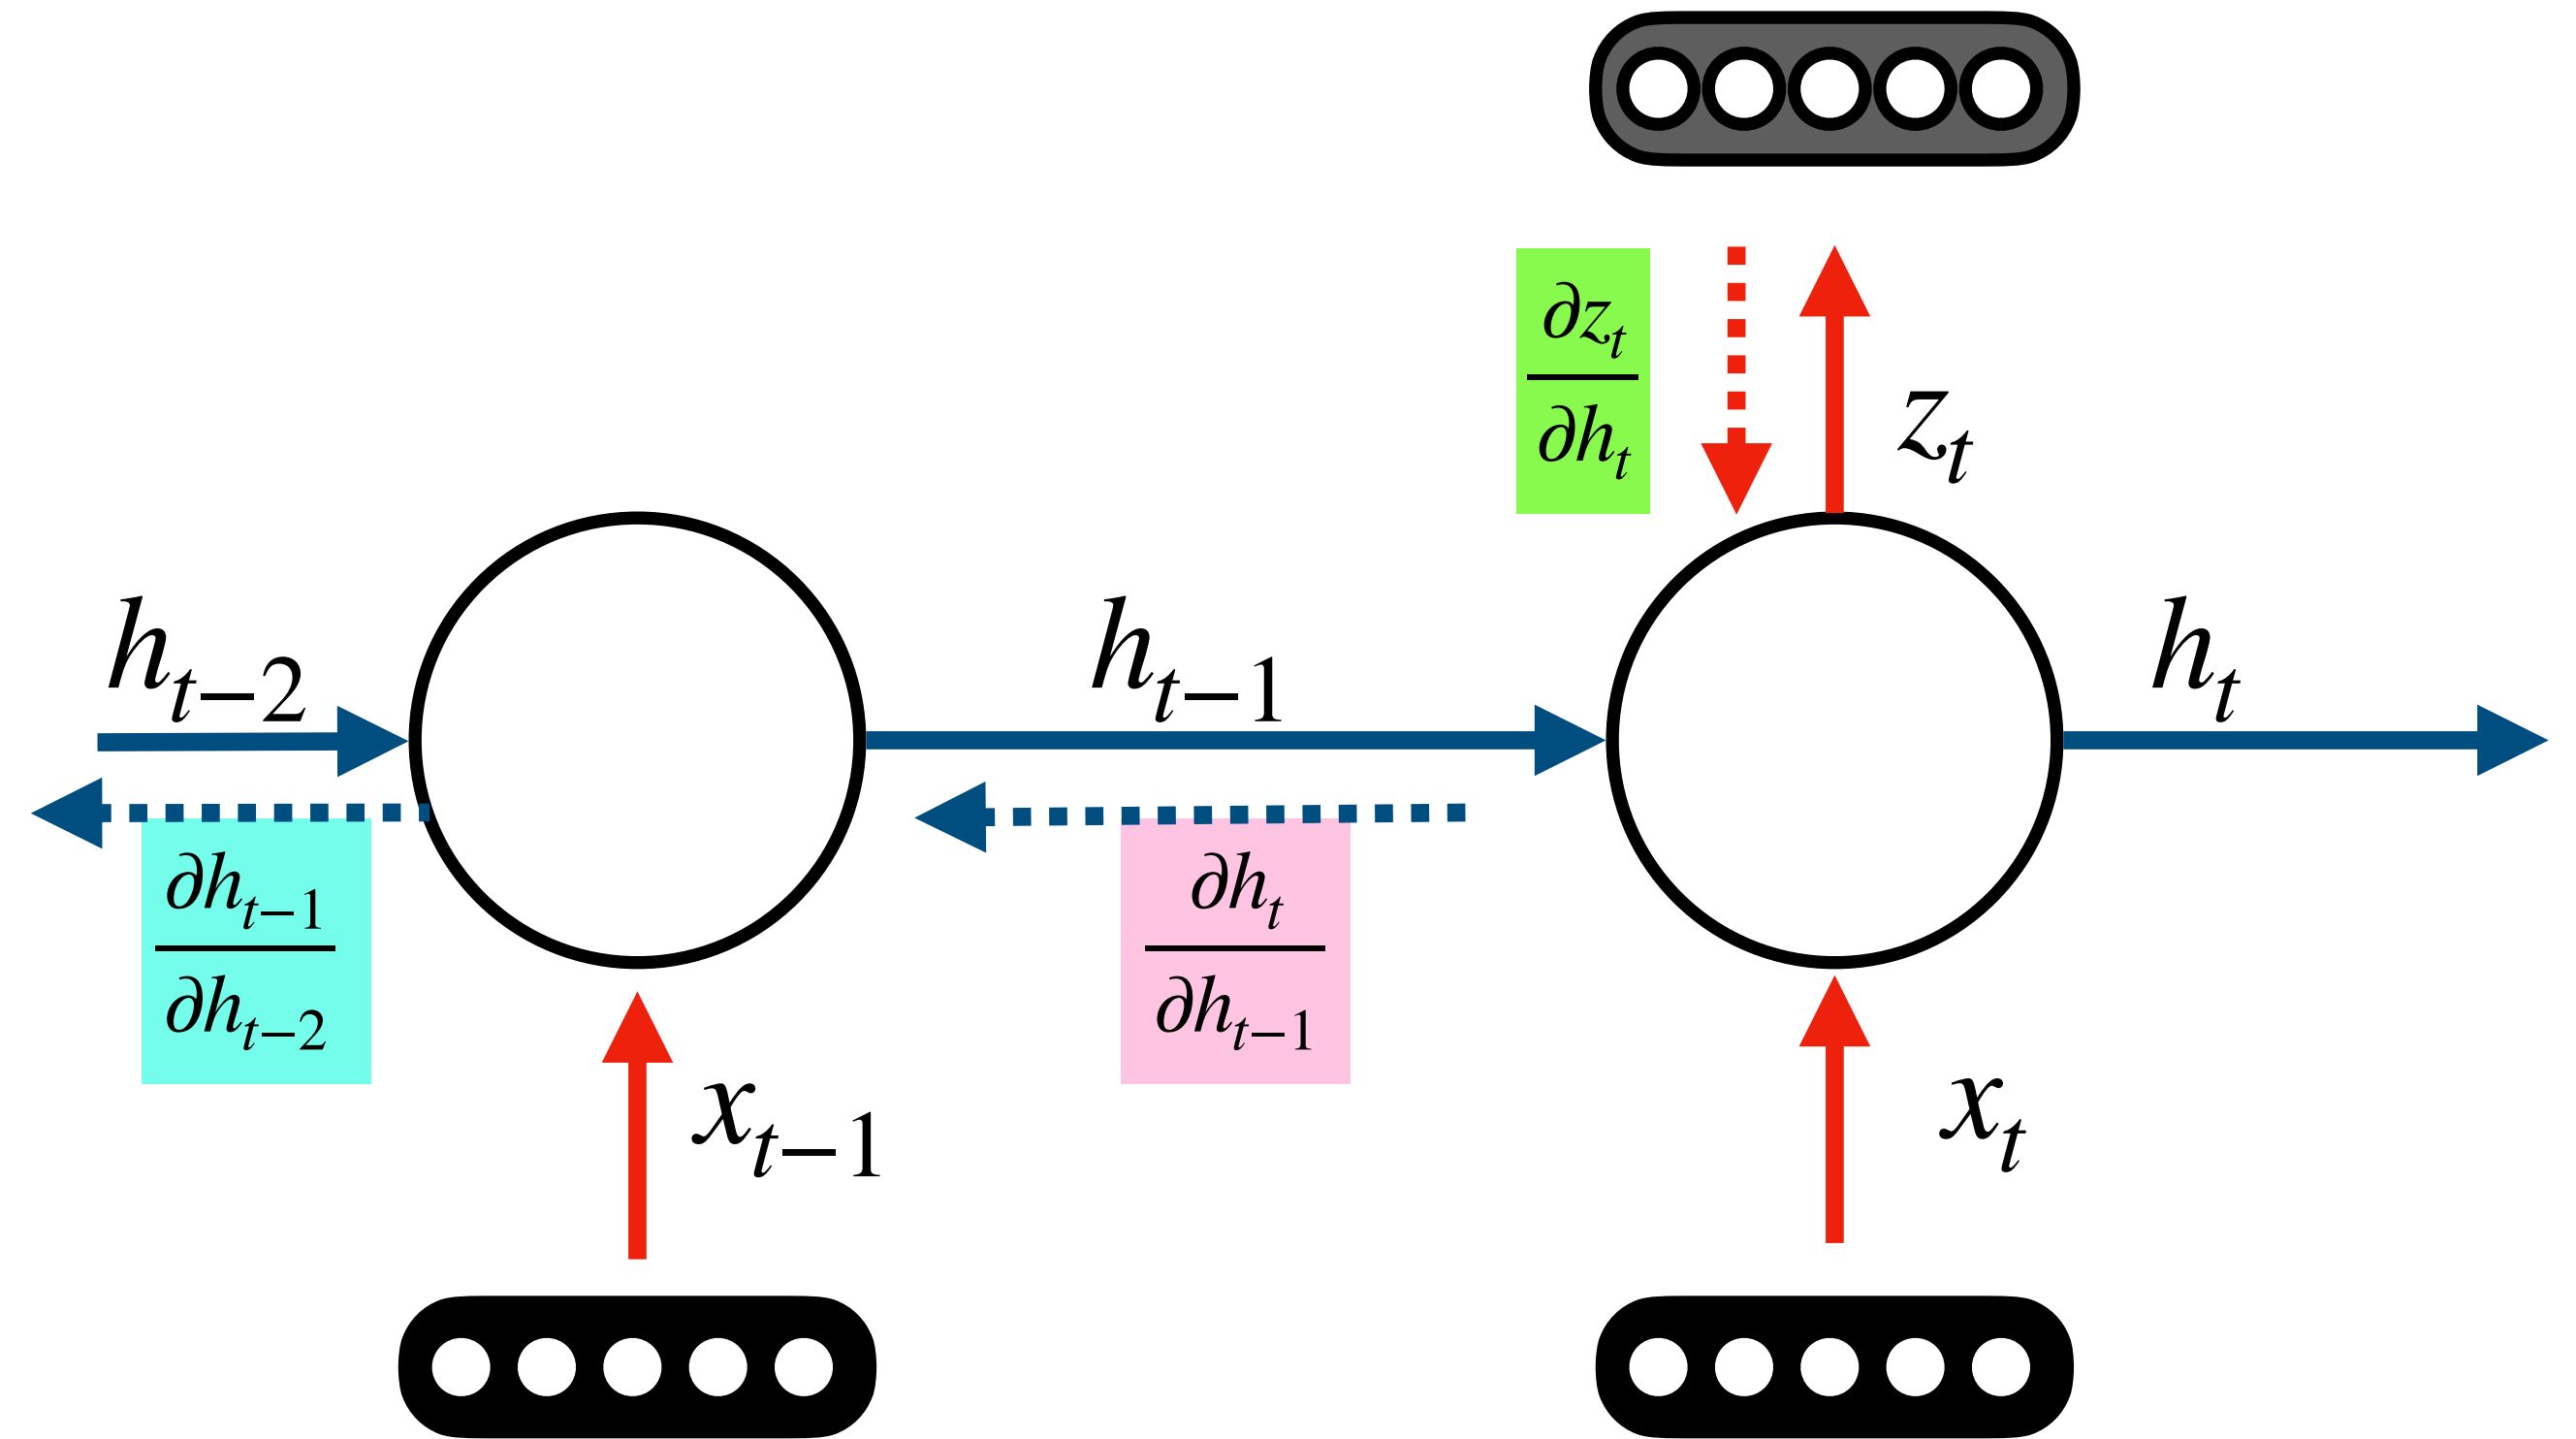 ∂z_t
∂h_t
z_t
h_{t−2}
h_{t−1}
h_t
∂h_{t−1}
∂h_{t−2}
∂h_t
∂h_{t−1}
x_{t−1}
x_t